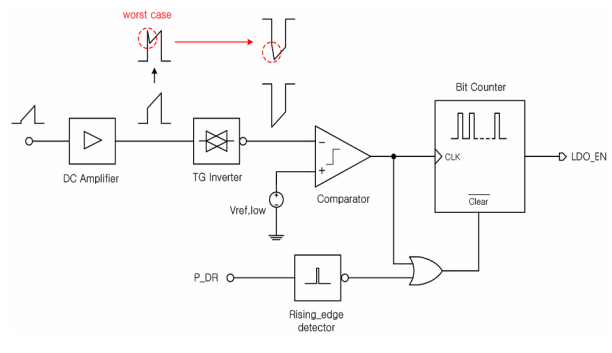 worst case
Bit Counter
CLK
LDO_EN
Clear
DC Amplifier
TG Inverter
−
+
Comparator
+
−
Vref,low
P_DR
Rising_edge
detector